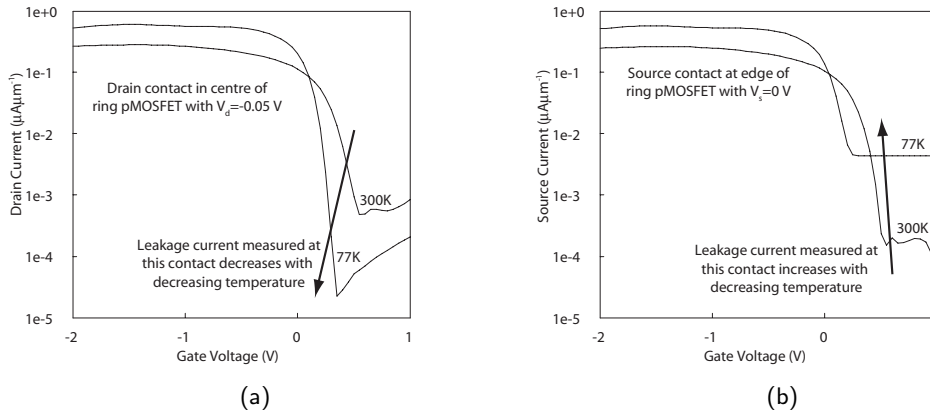 1e+0
1e-1
1e-2
1e-3
1e-4
1e-5
Drain Current (μAμm⁻¹)
Drain contact in centre of
ring pMOSFET with V_d=-0.05 V
300K
77K
Leakage current measured at
this contact decreases with
decreasing temperature
-2
-1
0
1
Gate Voltage (V)
(a)
1e+0
1e-1
1e-2
1e-3
1e-4
1e-5
Source Current (μAμm⁻¹)
Source contact at edge of
ring pMOSFET with V_s=0 V
77K
300K
Leakage current measured at
this contact increases with
decreasing temperature
-2
-1
0
Gate Voltage (V)
(b)